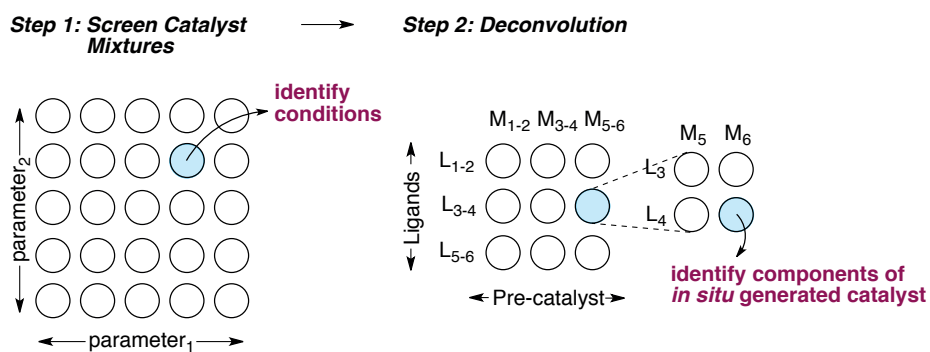 Step 1: Screen Catalyst
Mixtures
Step 2: Deconvolution
identify
conditions
parameter2
parameter1
M1-2 M3-4 M5-6
L1-2
L3-4
L5-6
Ligands
Pre-catalyst
M5 M6
L3
L4
identify components of
in situ generated catalyst